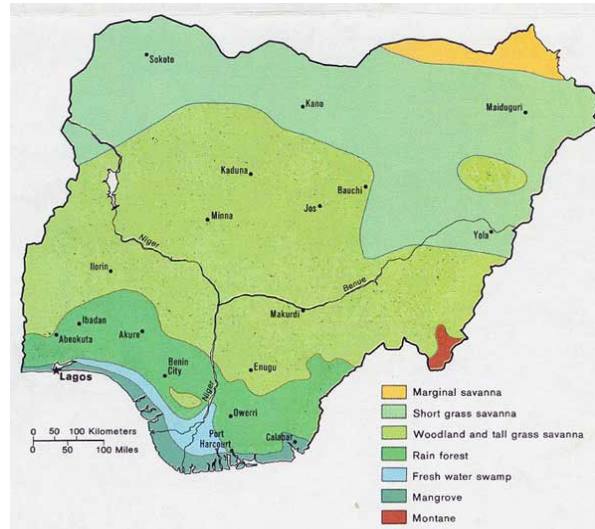 Sokoto
Kano
Maiduguri
Kaduna
Bauchi
Jos
Minna
Yola
Niger
Benue
Ilorin
Makurdi
Ibadan
Abeokuta
Akure
Enugu
Benin
City
Lagos
Niger
Owerri
Port
Harcourt
Calabar
0 50 100 Kilometers
0 50 100 Miles
Marginal savanna
Short grass savanna
Woodland and tall grass savanna
Rain forest
Fresh water swamp
Mangrove
Montane